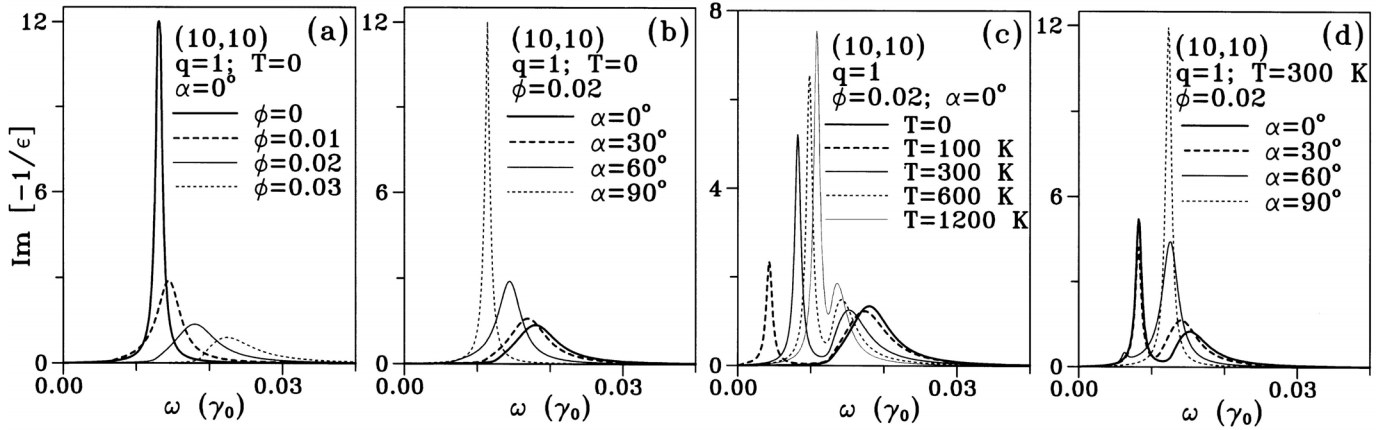 Im [-1/ϵ]
12
6
0
0.00
0.03
ω (γ₀)
(a)
(10,10)
q=1; T=0
α=0°
ϕ=0
ϕ=0.01
ϕ=0.02
ϕ=0.03
12
6
0
0.00
0.03
ω (γ₀)
(b)
(10,10)
q=1; T=0
ϕ=0.02
α=0°
α=30°
α=60°
α=90°
8
4
0
0.00
0.03
ω (γ₀)
(c)
(10,10)
q=1
ϕ=0.02; α=0°
T=0
T=100 K
T=300 K
T=600 K
T=1200 K
12
6
0
0.00
0.03
ω (γ₀)
(d)
(10,10)
q=1; T=300 K
ϕ=0.02
α=0°
α=30°
α=60°
α=90°